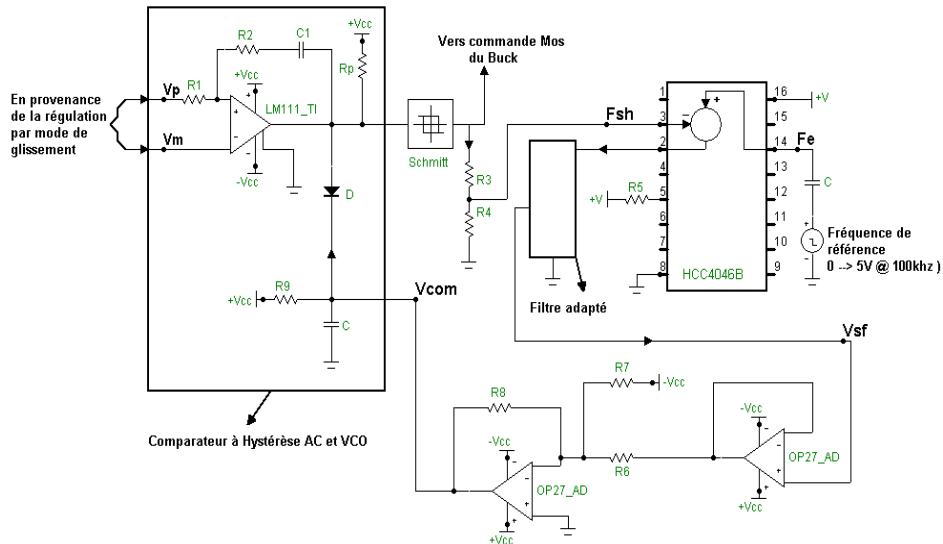 R2
C1
+Vcc
Rp
Vers commande Mos
du Buck
En provenance
de la régulation
par mode de
glissement
Vp
R1
+Vcc
LM111_TI
Vm
-Vcc
Schmitt
D
R3
R4
Fsh
1
16
+V
15
3
2
14
Fe
4
13
C
+V
R5
5
12
6
11
7
10
8
9
HCC4046B
Fréquence de
référence
0 --> 5V @ 100khz )
Filtre adapté
+Vcc
R9
Vcom
C
Vsf
Comparateur à Hystérèse AC et VCO
R8
R7
-Vcc
-Vcc
R6
-Vcc
OP27_AD
OP27_AD
+Vcc
+Vcc